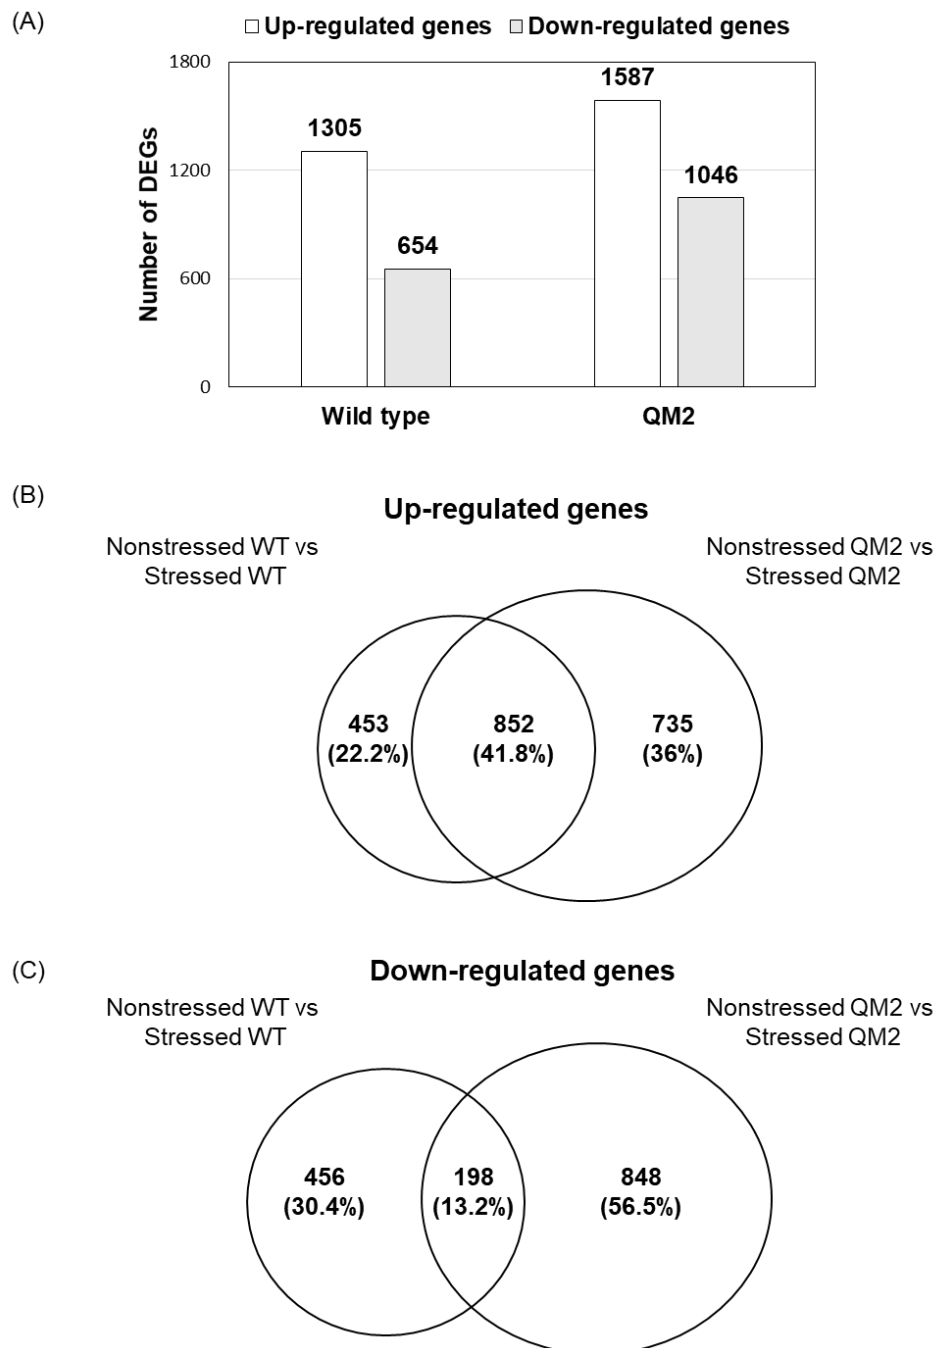 (A)
Up-regulated genes Down-regulated genes
Number of DEGs
1800
1200
600
0
1305
654
1587
1046
Wild type
QM2
(B)
Up-regulated genes
Nonstressed WT vs
Stressed WT
Nonstressed QM2 vs
Stressed QM2
453
(22.2%)
852
(41.8%)
735
(36%)
(C)
Down-regulated genes
Nonstressed WT vs
Stressed WT
Nonstressed QM2 vs
Stressed QM2
456
(30.4%)
198
(13.2%)
848
(56.5%)